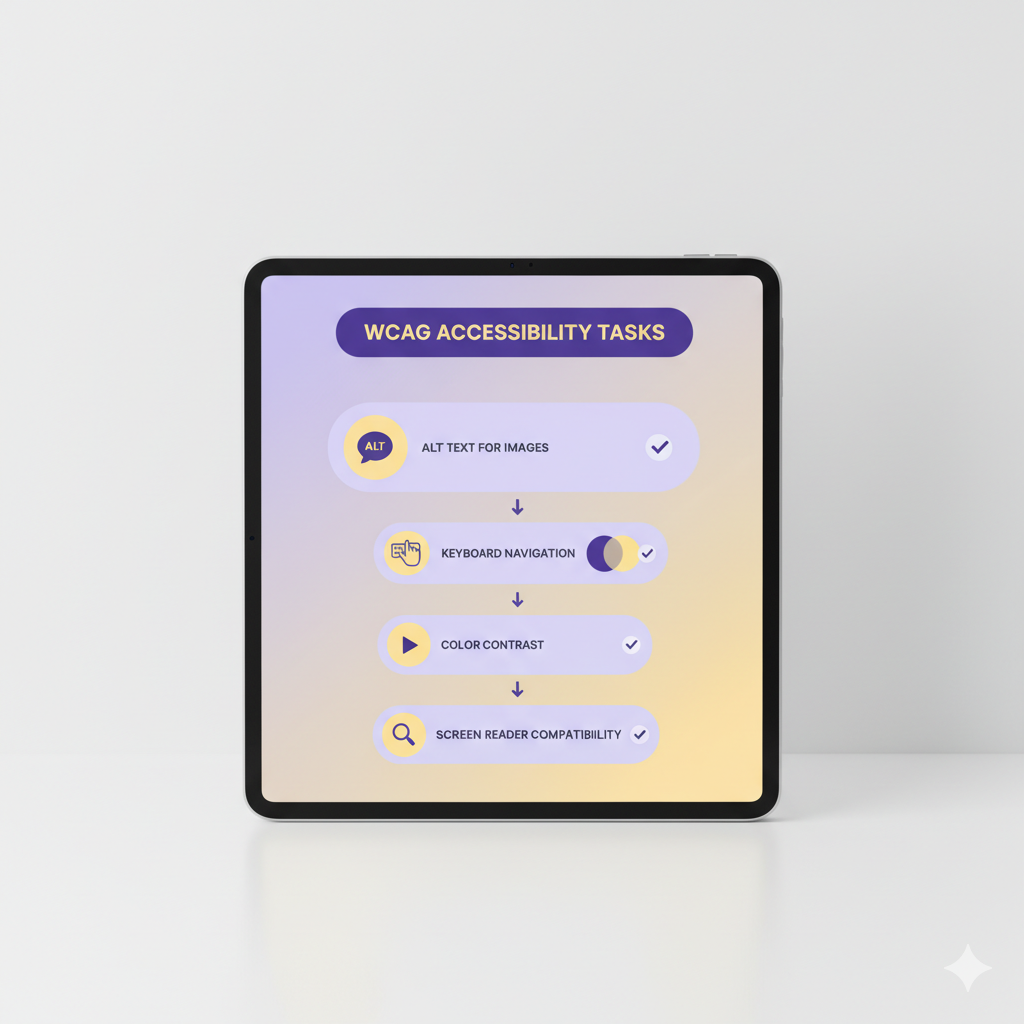 WCAG ACCESSIBILITY TASKS
ALT
ALT TEXT FOR IMAGES
KEYBOARD NAVIGATION
COLOR CONTRAST
SCREEN READER COMPATIBIILITY